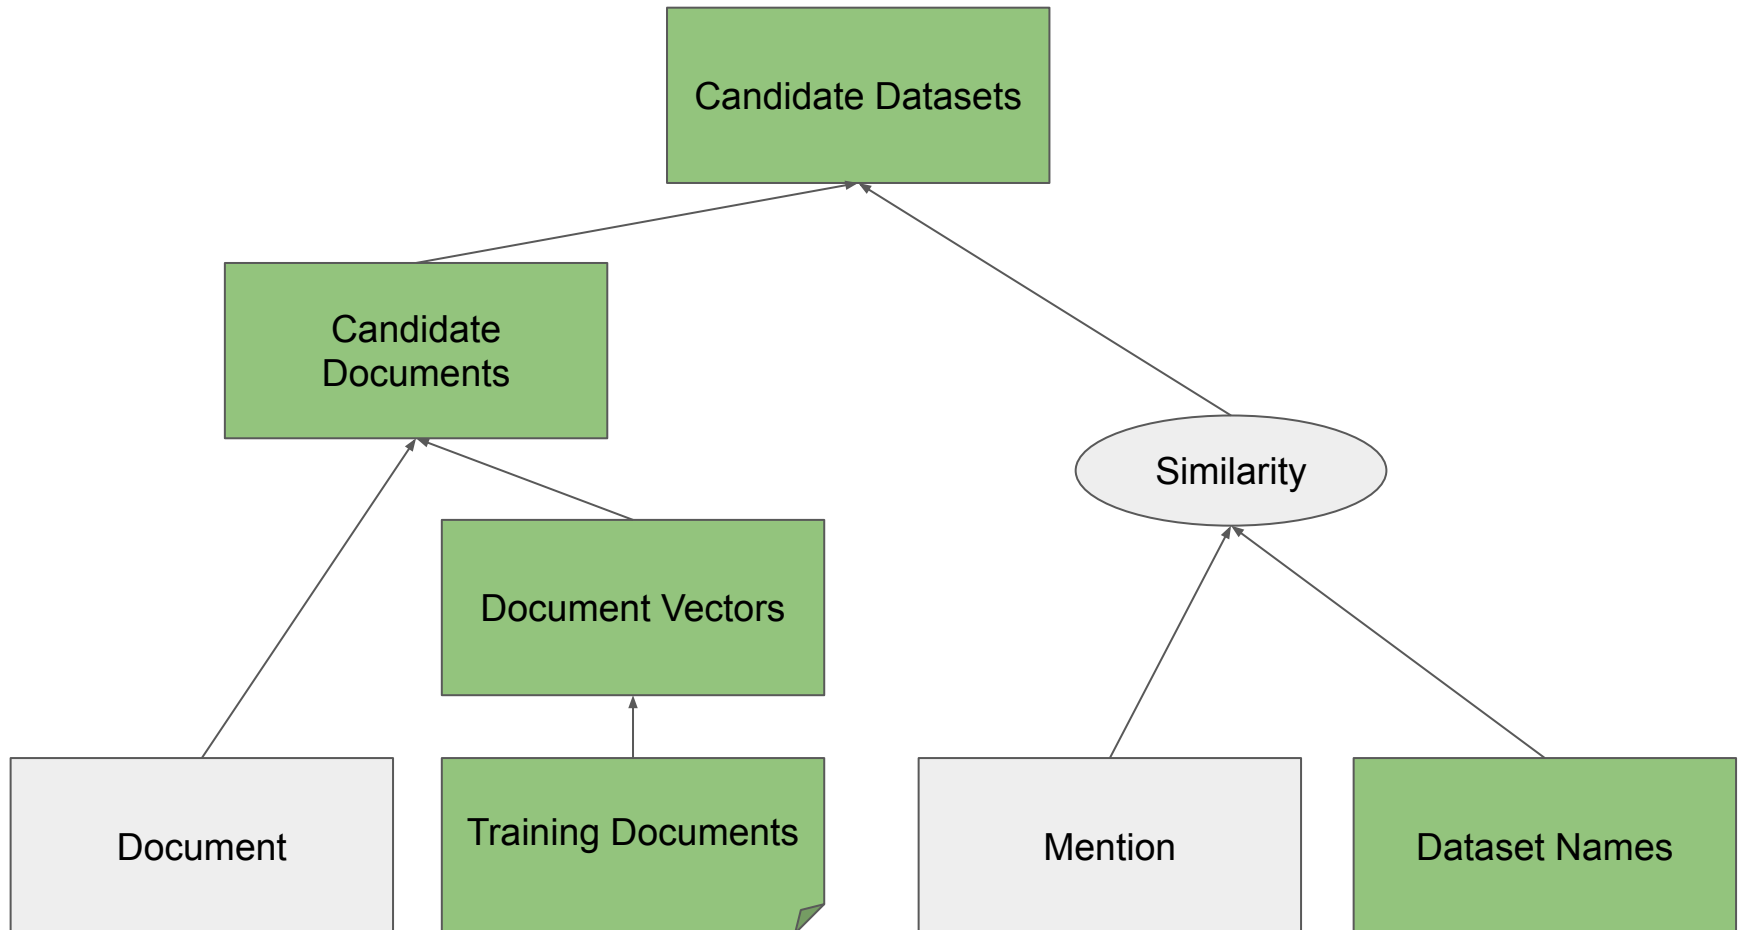 Candidate Datasets
Candidate
Documents
Similarity
Document Vectors
Document
Training Documents
Mention
Dataset Names